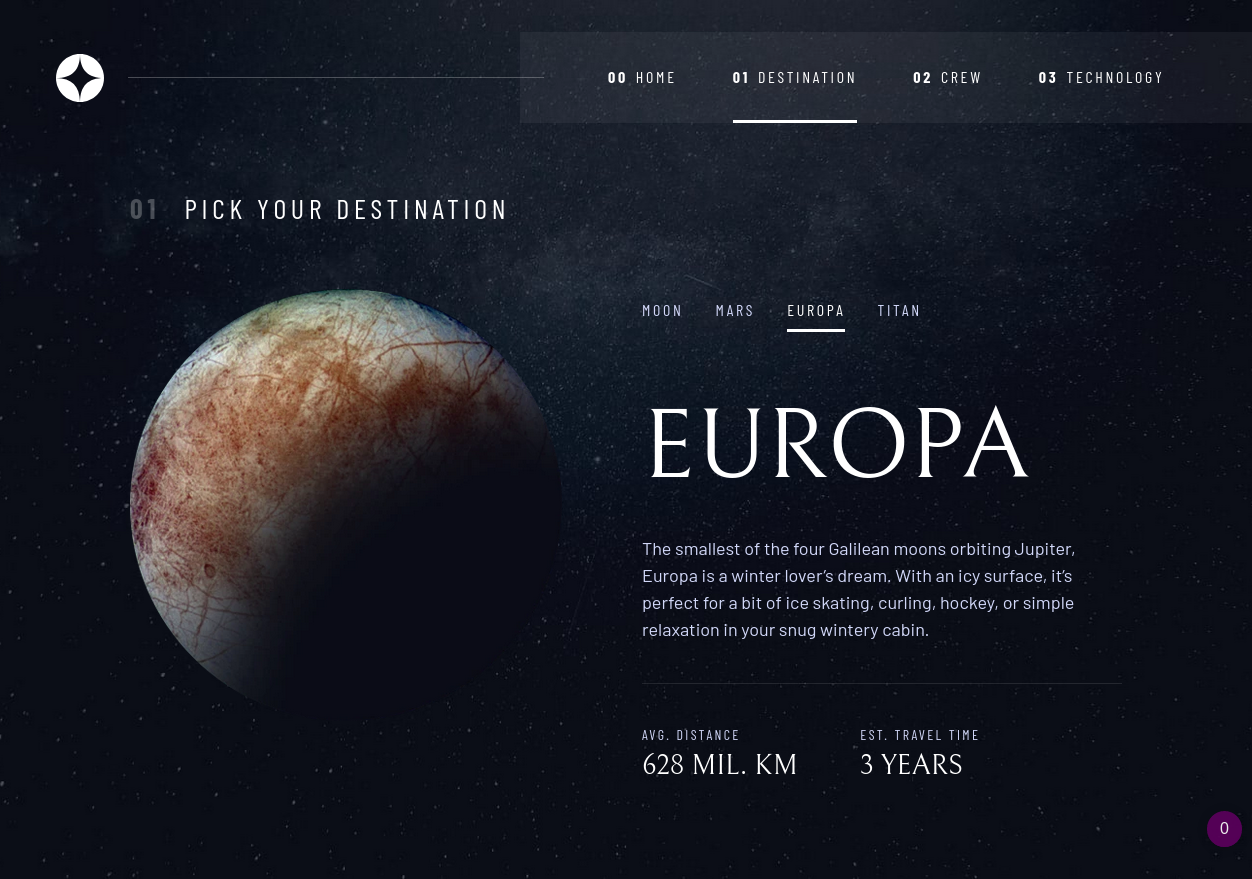 00 HOME 01 DESTINATION 02 CREW 03 TECHNOLOGY
01 PICK YOUR DESTINATION
MOON MARS EUROPA TITAN
EUROPA
The smallest of the four Galilean moons orbiting Jupiter,
Europa is a winter lover’s dream. With an icy surface, it’s
perfect for a bit of ice skating, curling, hockey, or simple
relaxation in your snug wintery cabin.
AVG. DISTANCE EST. TRAVEL TIME
628 MIL. KM 3 YEARS
0